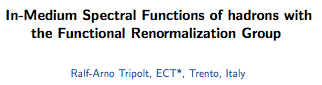 In-Medium Spectral Functions of hadrons with
the Functional Renormalization Group
Ralf-Arno Tripolt, ECT*, Trento, Italy